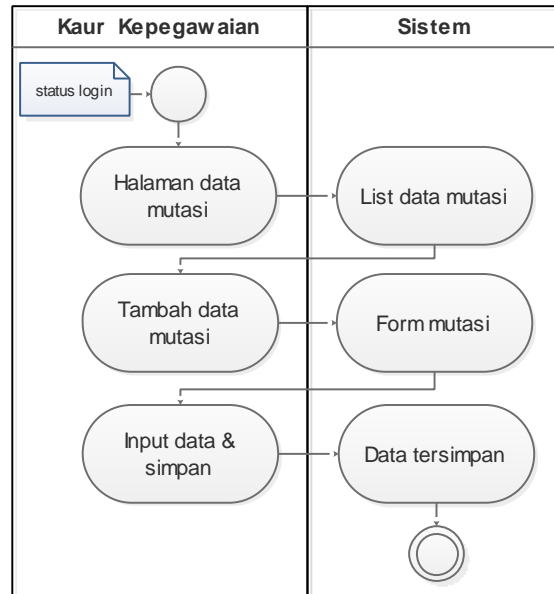 Kaur Kepegawaian
Sistem
status login
Halaman data
mutasi
List data mutasi
Tambah data
mutasi
Form mutasi
Input data &
simpan
Data tersimpan